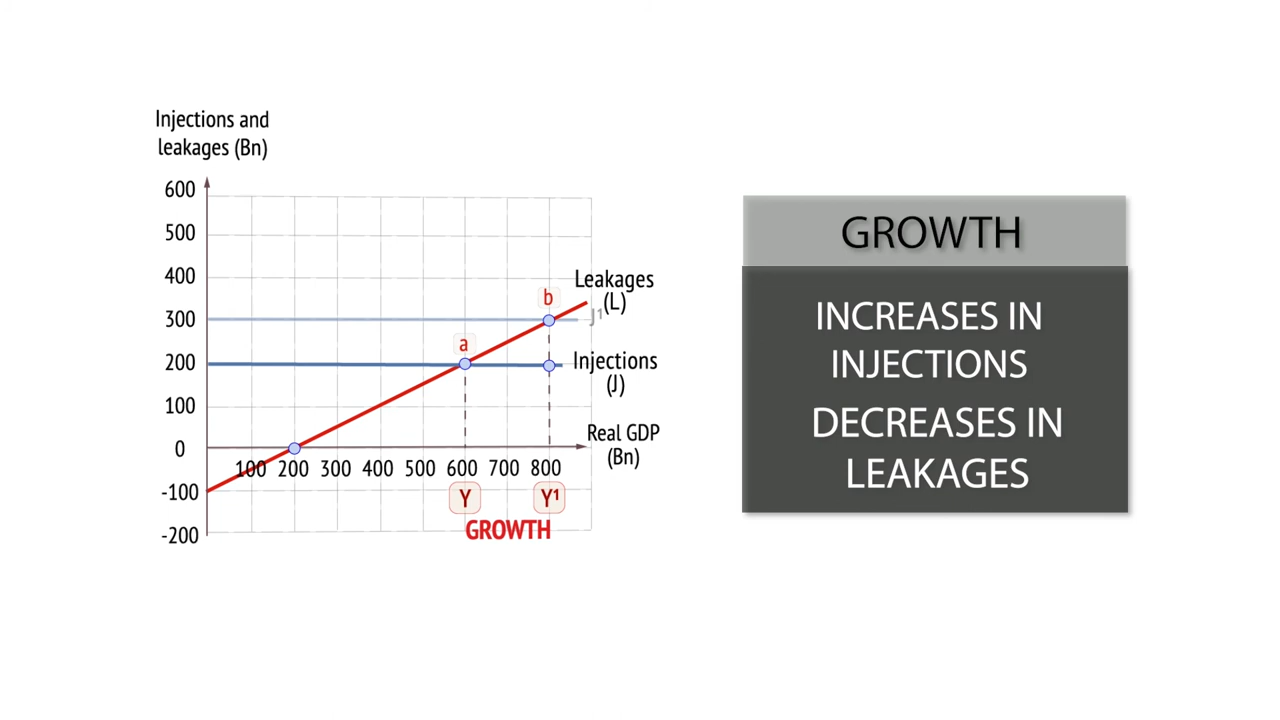 Injections and
leakages (Bn)
600
500
400
300
200
100
0
-100
-200
Leakages
(L)
J¹
b
a
Injections
(J)
Real GDP
(Bn)
100 200 300 400 500 600 700 800
Y Y¹
GROWTH
GROWTH
INCREASES IN
INJECTIONS
DECREASES IN
LEAKAGES